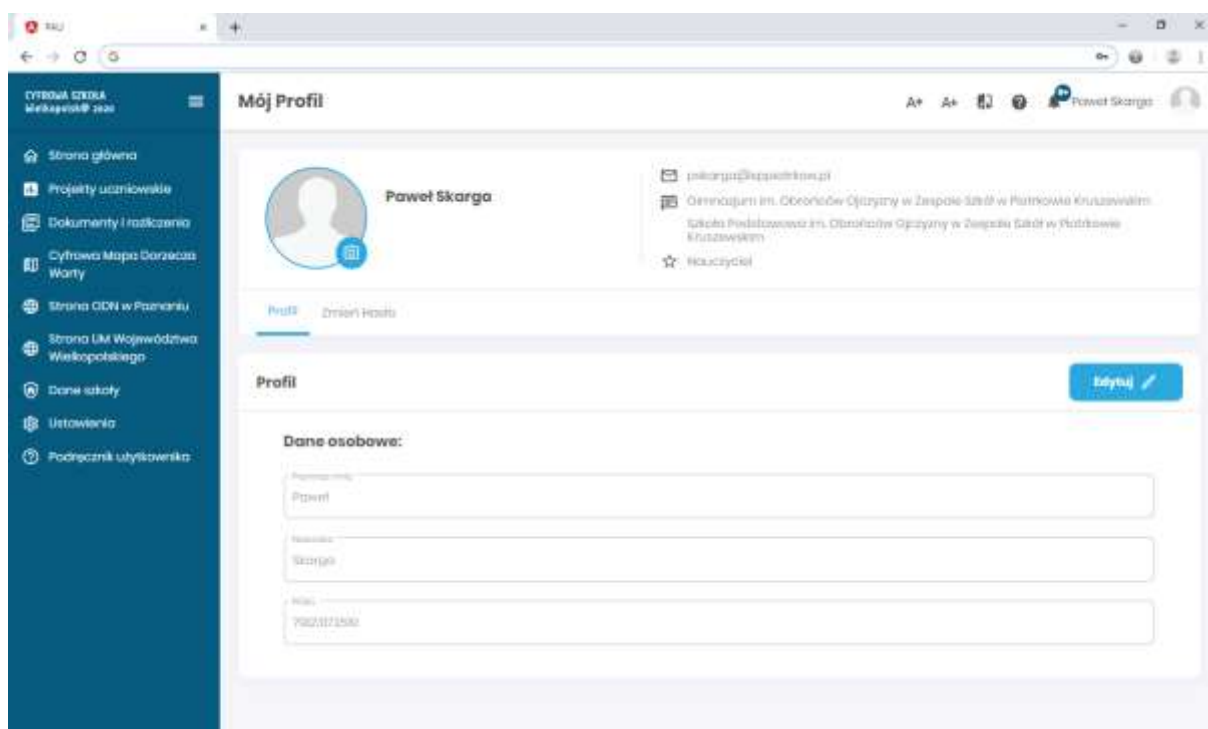 CYFROWA SZKOŁA
Wielkopolsk@ 2020
Mój Profil
A+ A+
Paweł Skarga
Strona główna
Projekty uczniowskie
Dokumenty i rozliczenia
Cyfrowa Mapa Dorzecza
Warty
Strona ODN w Poznaniu
Strona UM Województwa
Wielkopolskiego
Dane szkoły
Ustawienia
Podręcznik użytkownika
Paweł Skarga
Gimnazjum im. Obrońców Ojczyzny w Zespole Szkół w Piotrkowie Kruszewskim
Szkoła Podstawowa im. Obrońców Ojczyzny w Zespole Szkół w Piotrkowie
Kruszewskim
Nauczyciel
Profil Zmień Hasło
Profil
Edytuj
Dane osobowe:
Paweł
Nazwisko
Skarga